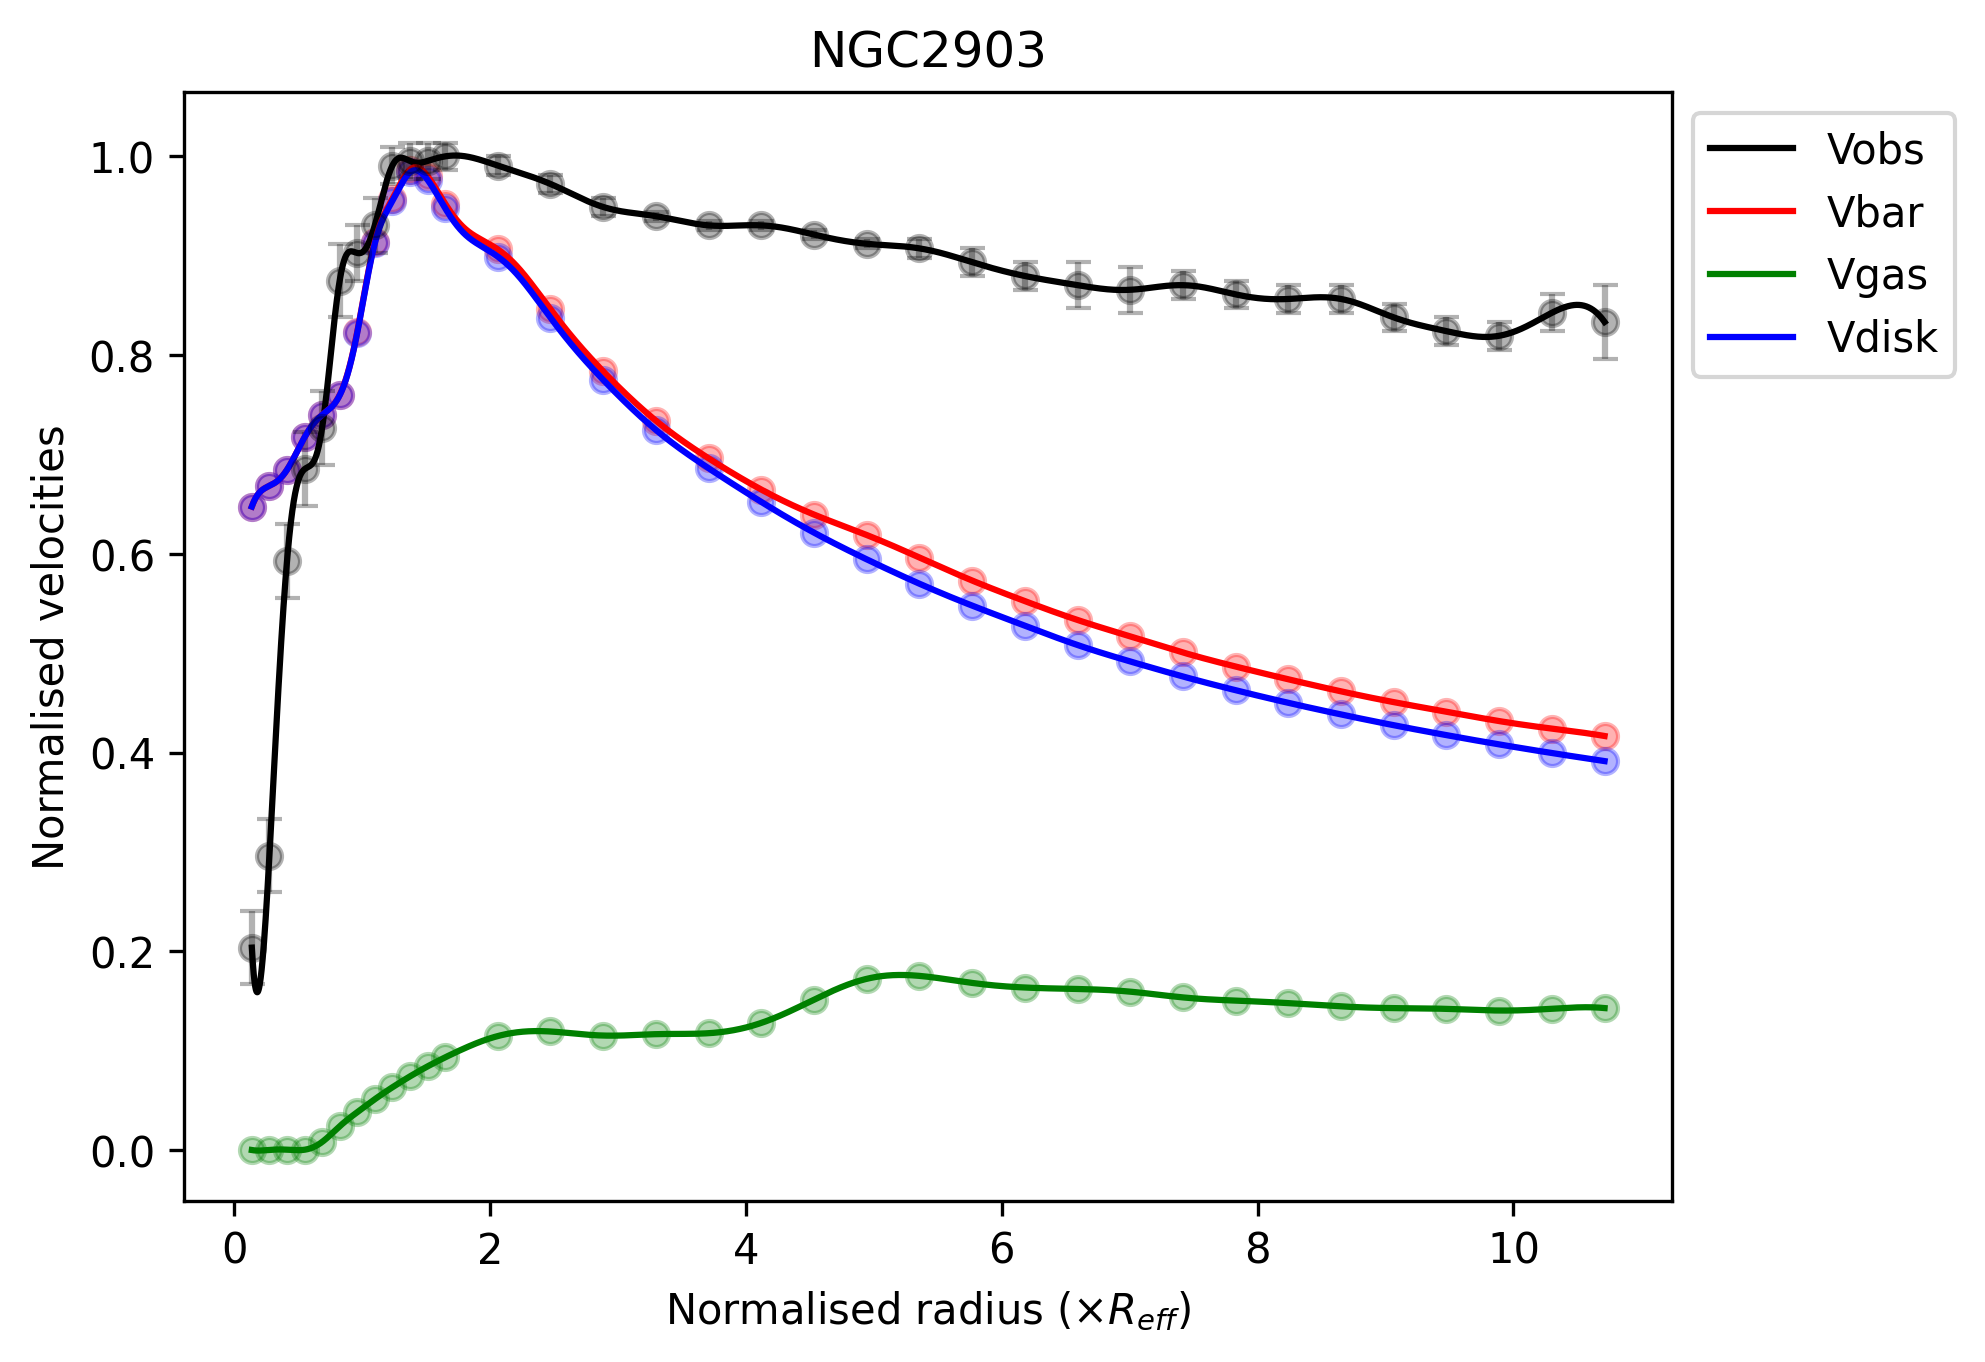 NGC2903
Normalised velocities
1.0
0.8
0.6
0.4
0.2
0.0
0 2 4 6 8 10
Normalised radius (×R_eff)
Vobs
Vbar
Vgas
Vdisk